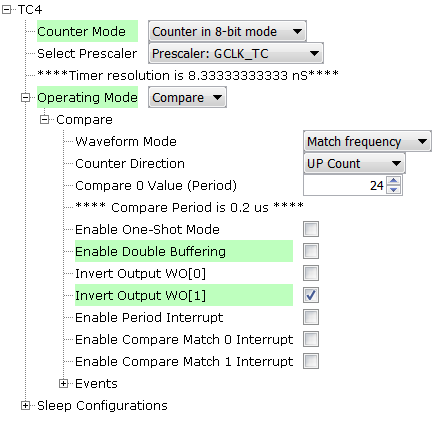 TC4
Counter Mode Counter in 8-bit mode
Select Prescaler Prescaler: GCLK_TC
****Timer resolution is 8.33333333333 nS****
Operating Mode Compare
Compare
Waveform Mode Match frequency
Counter Direction UP Count
Compare 0 Value (Period) 24
**** Compare Period is 0.2 us ****
Enable One-Shot Mode
Enable Double Buffering
Invert Output WO[0]
Invert Output WO[1]
Enable Period Interrupt
Enable Compare Match 0 Interrupt
Enable Compare Match 1 Interrupt
Events
Sleep Configurations